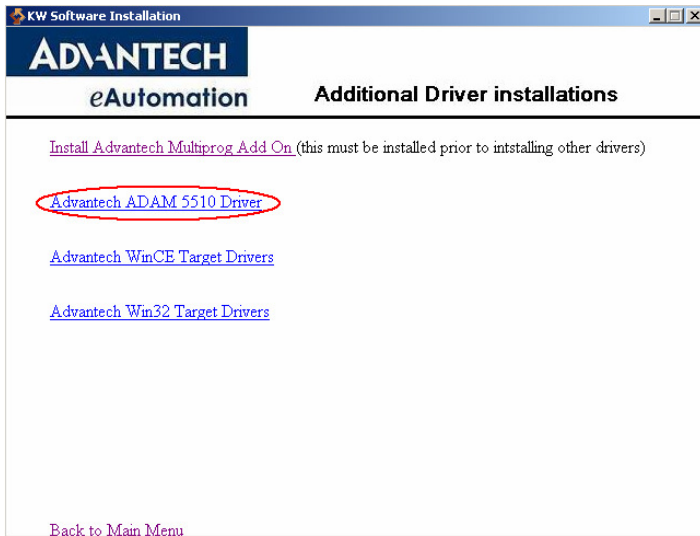 KW Software Installation
ADVANTECH
eAutomation
Additional Driver installations
Install Advantech Multiprog Add On (this must be installed prior to intstalling other drivers)
Advantech ADAM 5510 Driver
Advantech WinCE Target Drivers
Advantech Win32 Target Drivers
Back to Main Menu